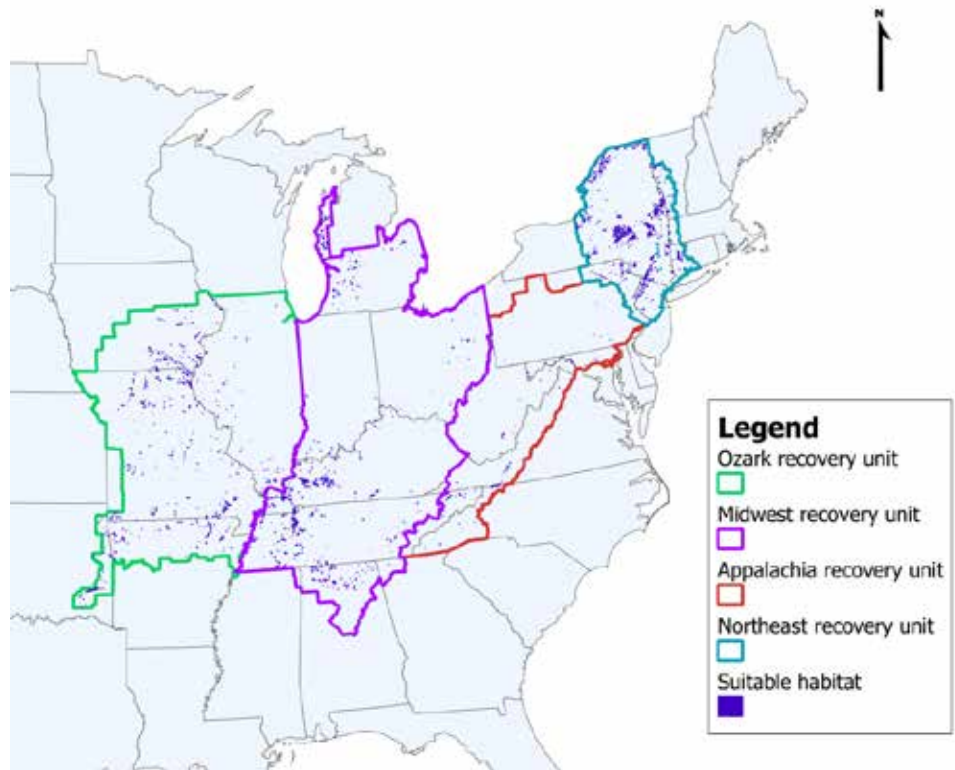 N
Legend
Ozark recovery unit
Midwest recovery unit
Appalachia recovery unit
Northeast recovery unit
Suitable habitat